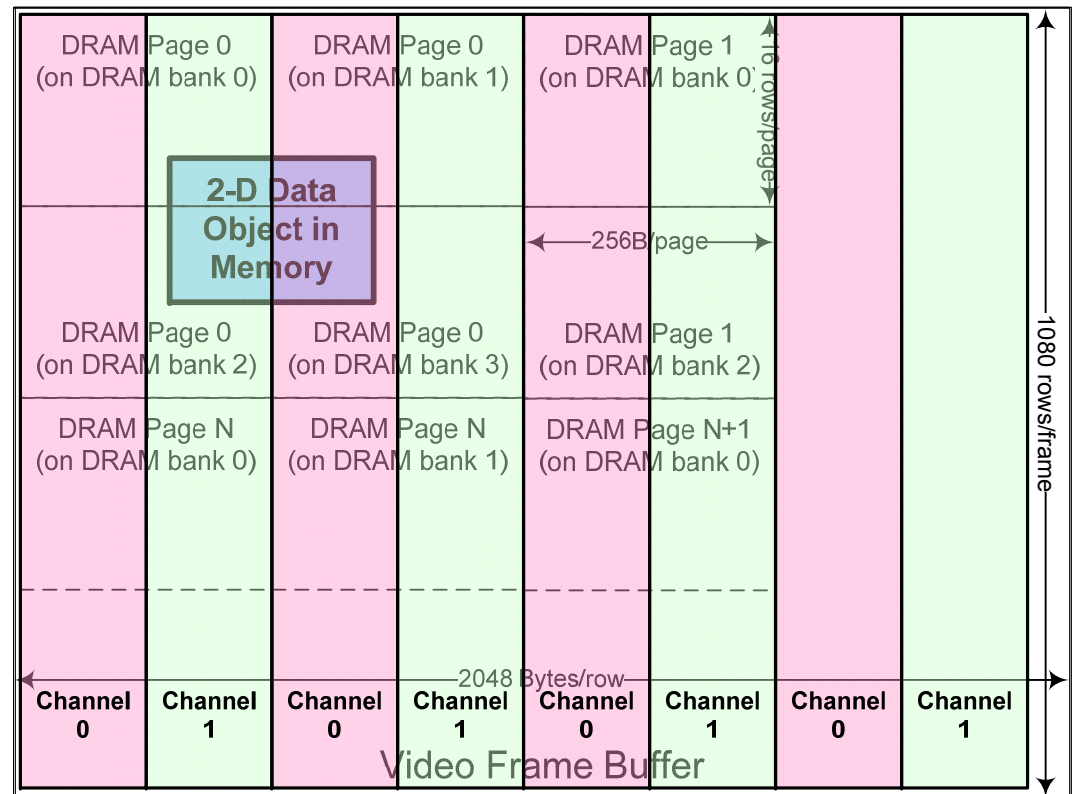 DRAM Page 0
(on DRAM bank 0)
DRAM Page 0
(on DRAM bank 1)
DRAM Page 1
(on DRAM bank 0)
16 rows/page
2-D Data
Object in
Memory
256B/page
DRAM Page 0
(on DRAM bank 2)
DRAM Page 0
(on DRAM bank 3)
DRAM Page 1
(on DRAM bank 2)
1080 rows/frame
DRAM Page N
(on DRAM bank 0)
DRAM Page N
(on DRAM bank 1)
DRAM Page N+1
(on DRAM bank 0)
2048 Bytes/row
Channel
0
Channel
1
Channel
0
Channel
1
Channel
0
Channel
1
Channel
0
Channel
1
Video Frame Buffer